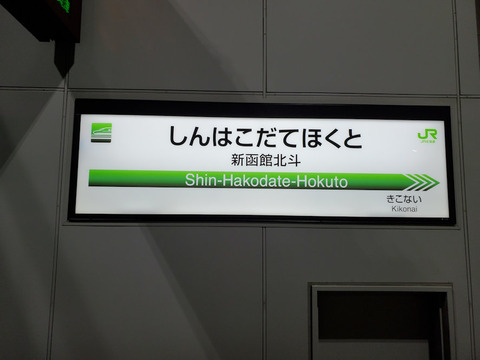 しんはこだてほくと
JR
新函館北斗
Shin-Hakodate-Hokuto
きこない
Kikonai